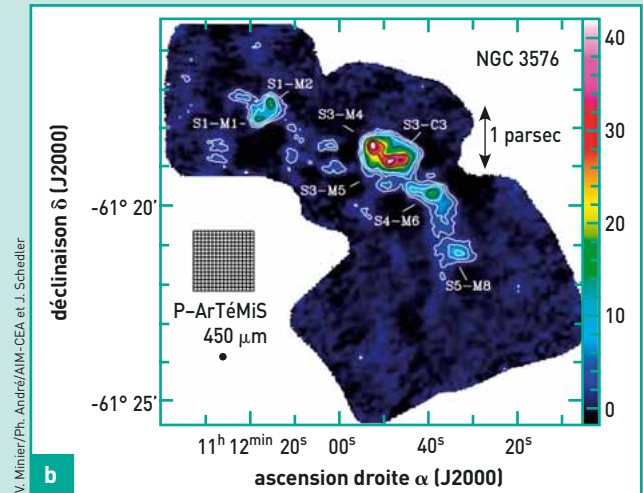 NGC 3576
S1–M2
S1–M1
S3–M4
S3–C3
1 parsec
S3–M5
S4–M6
S5–M8
P–ArTéMiS
450 µm
déclinaison δ (J2000)
-61° 20’
-61° 25’
11ʰ 12ᵐⁱⁿ 20ˢ 00ˢ 40ˢ 20ˢ
ascension droite α (J2000)
40
30
20
10
0
b
V. Minier/Ph. André/AIM-CEA et J. Schedler